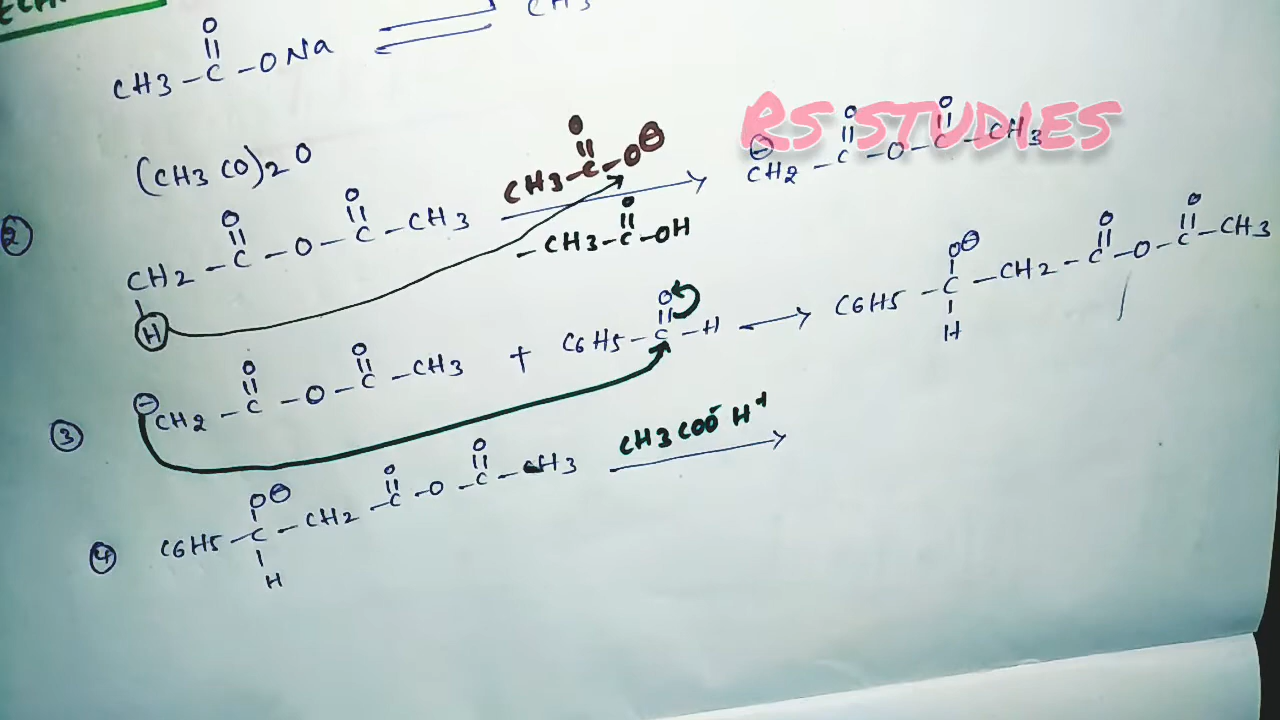 CH3
O
CH3 - C - O Na
(CH3 CO)2 O
RS STUDIES
O
CH3 - C - O⊖
② CH2 - C - O - C - CH3
O O
H
- CH3 - C - OH
O
⊖CH2 - C - O - C - CH3
O O
③ ⊖CH2 - C - O - C - CH3 + C6H5 - C - H
O O O
C6H5 - C - CH2 - C - O - C - CH3
O⊖ O O
H
④ C6H5 - C - CH2 - C - O - C - CH3
O⊖ O O
H
CH3COO⁻ H⁺